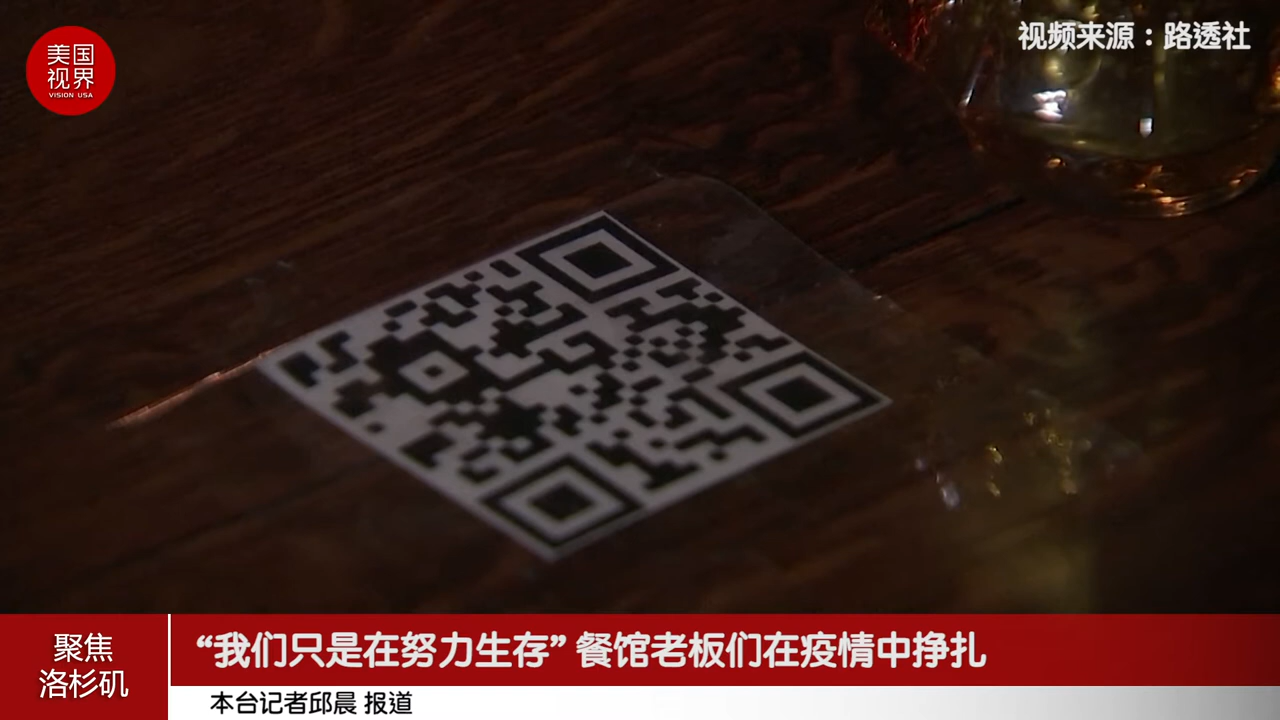 美国
视界
VISION USA
视频来源：路透社
聚焦
洛杉矶
“我们只是在努力生存” 餐馆老板们在疫情中挣扎
本台记者邱晨 报道